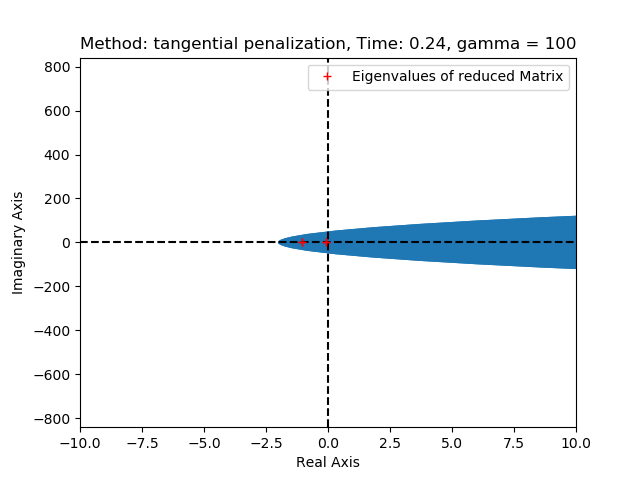 Method: tangential penalization, Time: 0.24, gamma = 100
Eigenvalues of reduced Matrix
800
600
400
200
0
−200
−400
−600
−800
Imaginary Axis
−10.0 −7.5 −5.0 −2.5 0.0 2.5 5.0 7.5 10.0
Real Axis